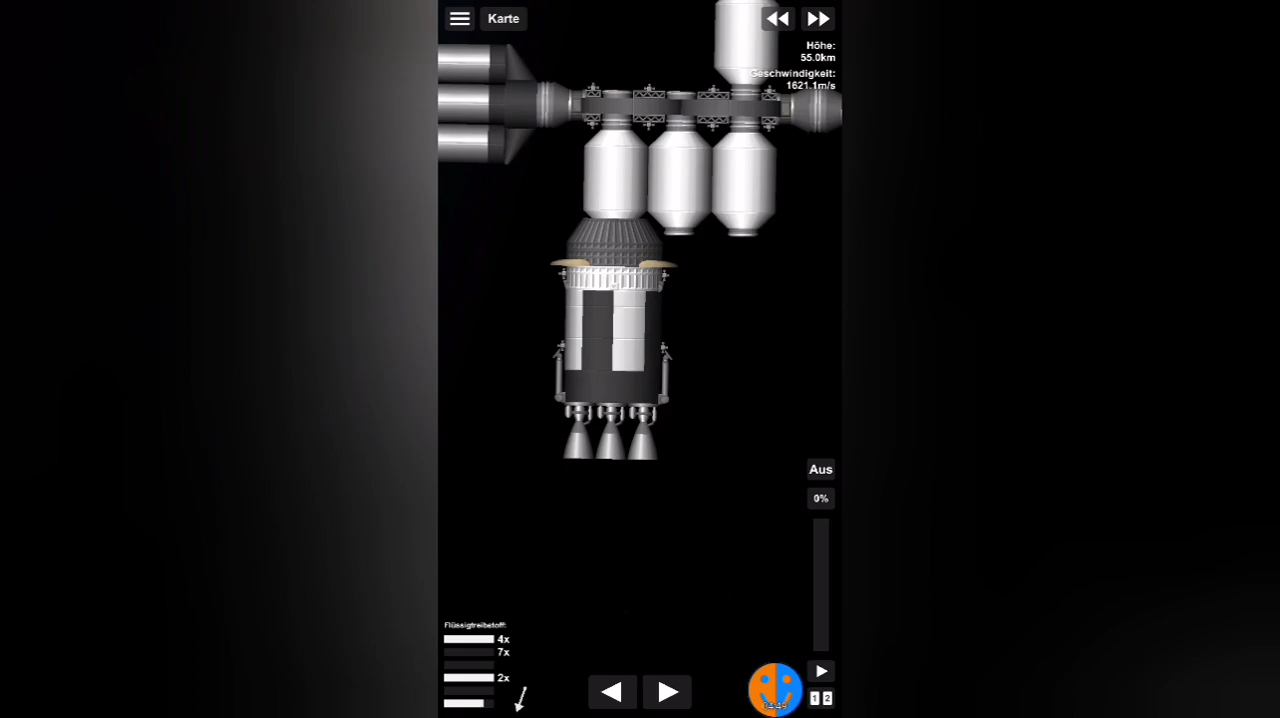 Karte
Höhe:
55.0km
Geschwindigkeit:
1621.1m/s
Aus
0%
Flüssigtreibstoff:
4x
7x
2x
1 2